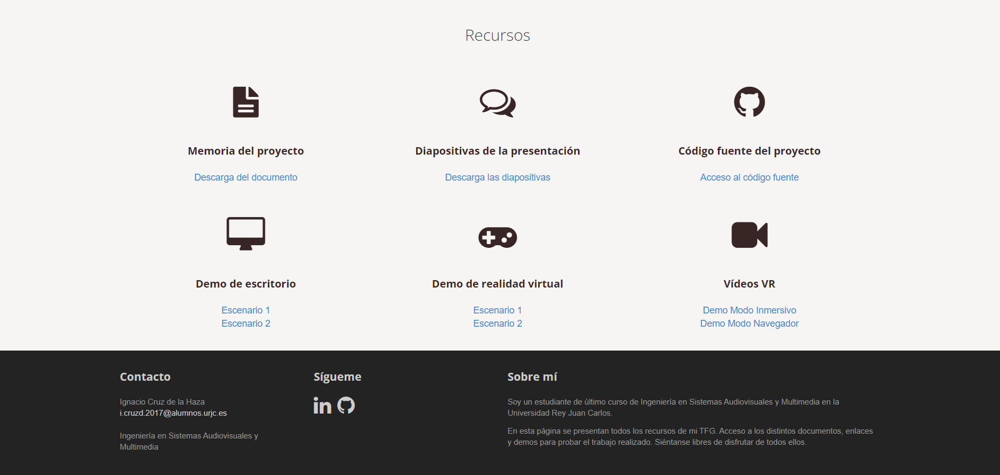 Recursos
Memoria del proyecto
Descarga del documento
Diapositivas de la presentación
Descarga las diapositivas
Código fuente del proyecto
Acceso al código fuente
Demo de escritorio
Escenario 1
Escenario 2
Demo de realidad virtual
Escenario 1
Escenario 2
Vídeos VR
Demo Modo Inmersivo
Demo Modo Navegador
Contacto
Ignacio Cruz de la Haza
i.cruzd.2017@alumnos.urjc.es
Ingeniería en Sistemas Audiovisuales y
Multimedia
Sígueme
in
Sobre mí
Soy un estudiante de último curso de Ingeniería en Sistemas Audiovisuales y Multimedia en la
Universidad Rey Juan Carlos.
En esta página se presentan todos los recursos de mi TFG. Acceso a los distintos documentos, enlaces
y demos para probar el trabajo realizado. Siéntanse libres de disfrutar de todos ellos.